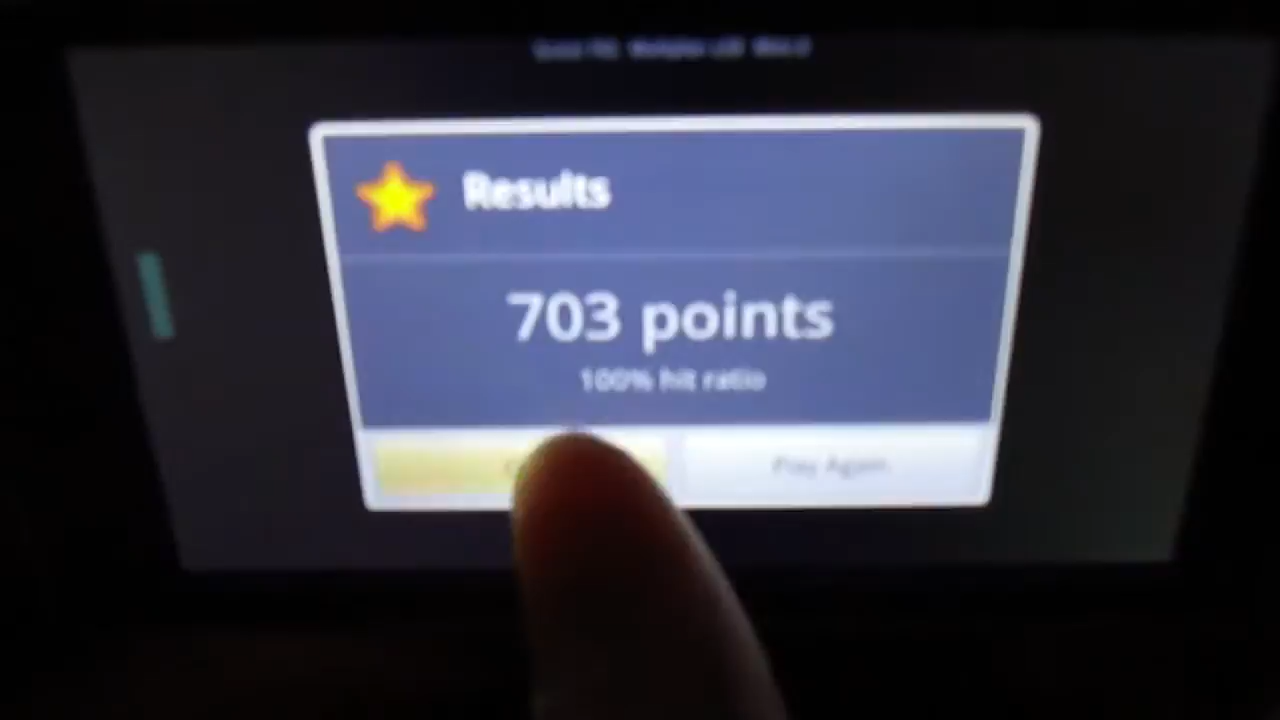 Results
703 points
100% hit ratio
Play Again